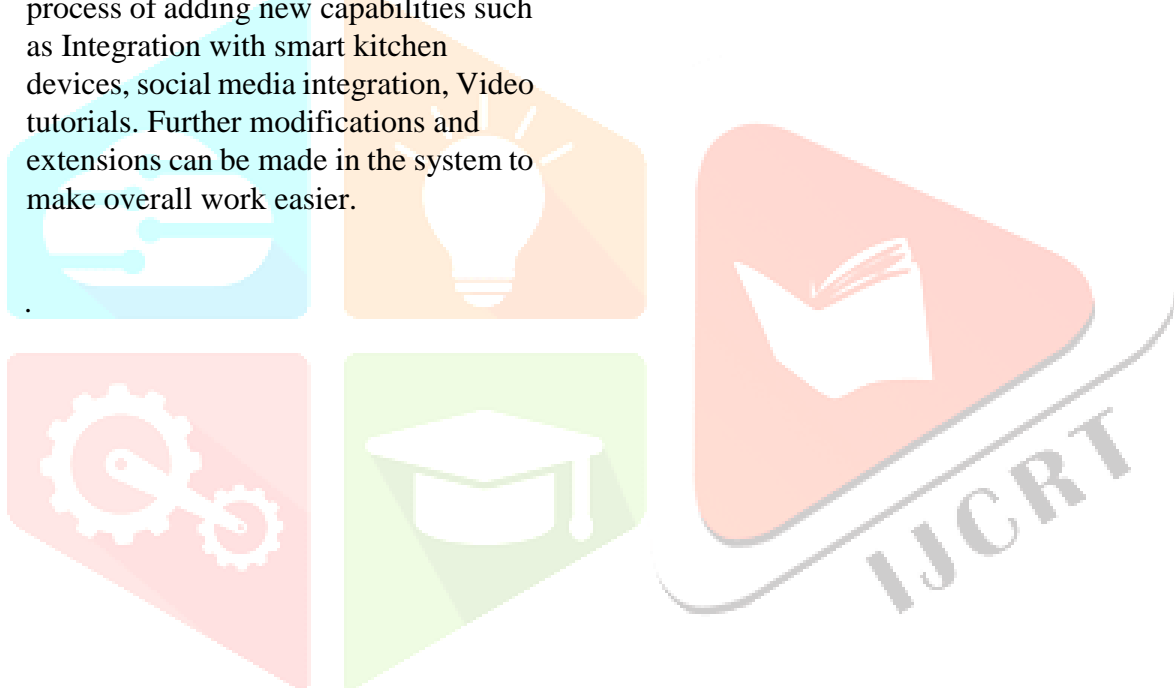 process of adding new capabilities such
as Integration with smart kitchen
devices, social media integration, Video
tutorials. Further modifications and
extensions can be made in the system to
make overall work easier.
.
IJCRT